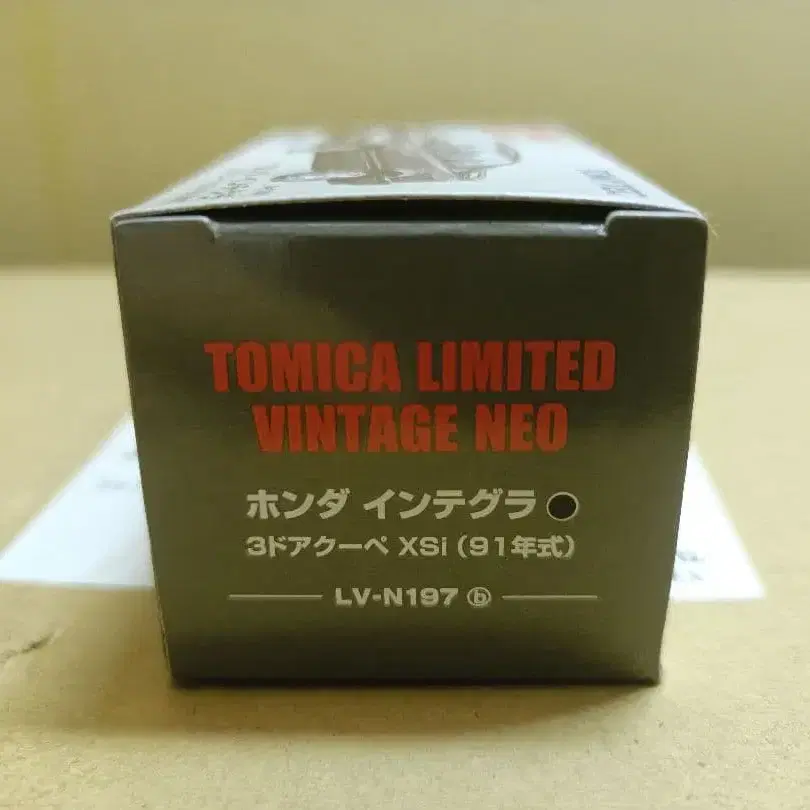 TOMICA LIMITED
VINTAGE NEO
ホンダ インテグラ ●
3ドアクーペ XSi (91年式)
LV-N197 ⓑ